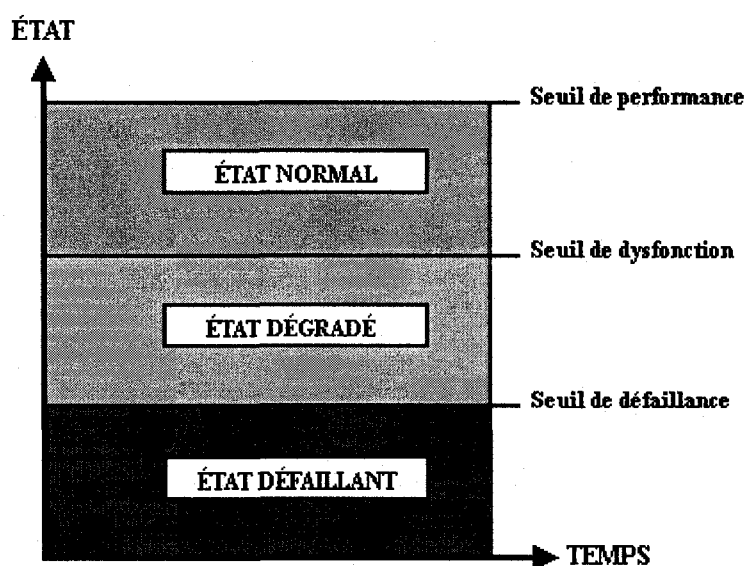 ÉTAT
Seuil de performance
ÉTAT NORMAL
Seuil de dysfonction
ÉTAT DÉGRADÉ
Seuil de défaillance
ÉTAT DÉFAILLANT
TEMPS